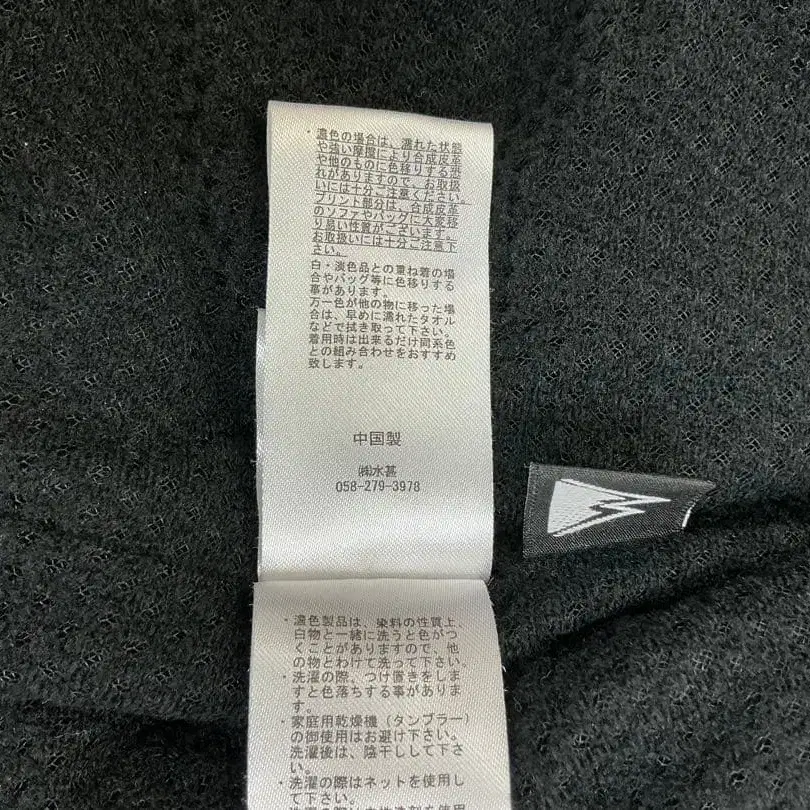 ・濃色の場合は、濡れた状態
や強い摩擦により合成皮革
や他のものに色移りする恐
れがありますので、お取扱
いには十分ご注意ください。
プリント部分は、合成皮革
のソファやバッグに大変移
り易い性質がございます。
お取扱いには十分ご注意下
さい。
白・淡色品との重ね着の場
合やバッグ等に色移りする
事があります。
万一色が他の物に移った場
合は、早めに濡れたタオル
などで拭き取って下さい。
着用時は出来るだけ同系色
との組み合わせをおすすめ
致します。
中国製
㈱水甚
058-279-3978
・濃色製品は、染料の性質上、
白物と一緒に洗うと色がつ
くことがありますので、他
の物とわけて洗って下さい。
・洗濯の際、つけ置きをしま
すと色落ちする事がありま
す。
・家庭用乾燥機（タンブラー）
の御使用はお避け下さい。
洗濯後は、陰干しして下さ
い。
・洗濯の際はネットを使用し
て下さい。